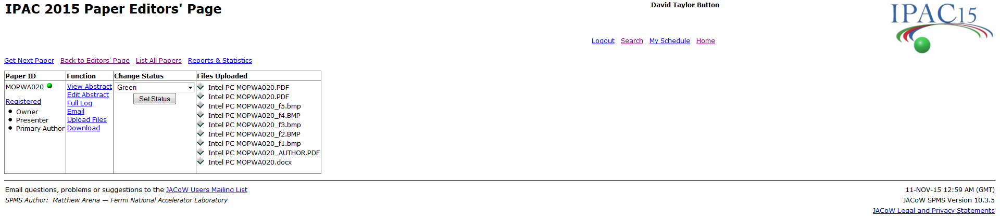 IPAC 2015 Paper Editors' Page
David Taylor Button
IPAC15
Logout Search My Schedule Home
Get Next Paper Back to Editors' Page List All Papers Reports & Statistics
Paper ID Function Change Status Files Uploaded
MOPWA020 View Abstract Green Intel PC MOPWA020.PDF
Edit Abstract Set Status Intel PC MOPWA020.PDF
Registered Full Log Intel PC MOPWA020_f5.bmp
Owner Email Intel PC MOPWA020_f4.BMP
Presenter Upload Files Intel PC MOPWA020_f3.bmp
Primary Author Download Intel PC MOPWA020_f2.BMP
Intel PC MOPWA020_f1.bmp
Intel PC MOPWA020_AUTHOR.PDF
Intel PC MOPWA020.docx
Email questions, problems or suggestions to the JACoW Users Mailing List 11-NOV-15 12:59 AM (GMT)
SPMS Author: Matthew Arena — Fermi National Accelerator Laboratory JACoW SPMS Version 10.3.5
JACoW Legal and Privacy Statements